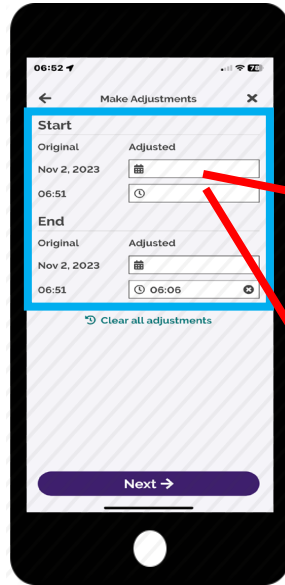 06:52 74
Make Adjustments
Start
Original Adjusted
Nov 2, 2023
06:51
End
Original Adjusted
Nov 2, 2023
06:51 06:06
Clear all adjustments
Next →